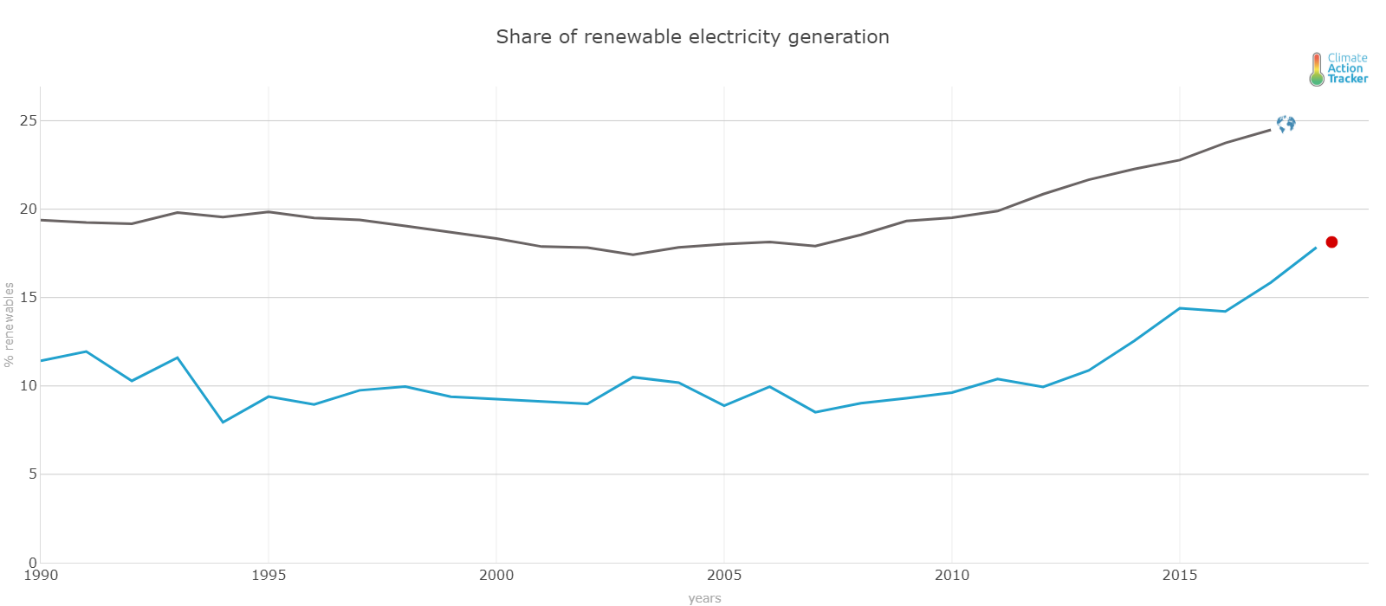 Share of renewable electricity generation
Climate
Action
Tracker
25
20
15
10
5
0
% renewables
1990
1995
2000
2005
2010
2015
years